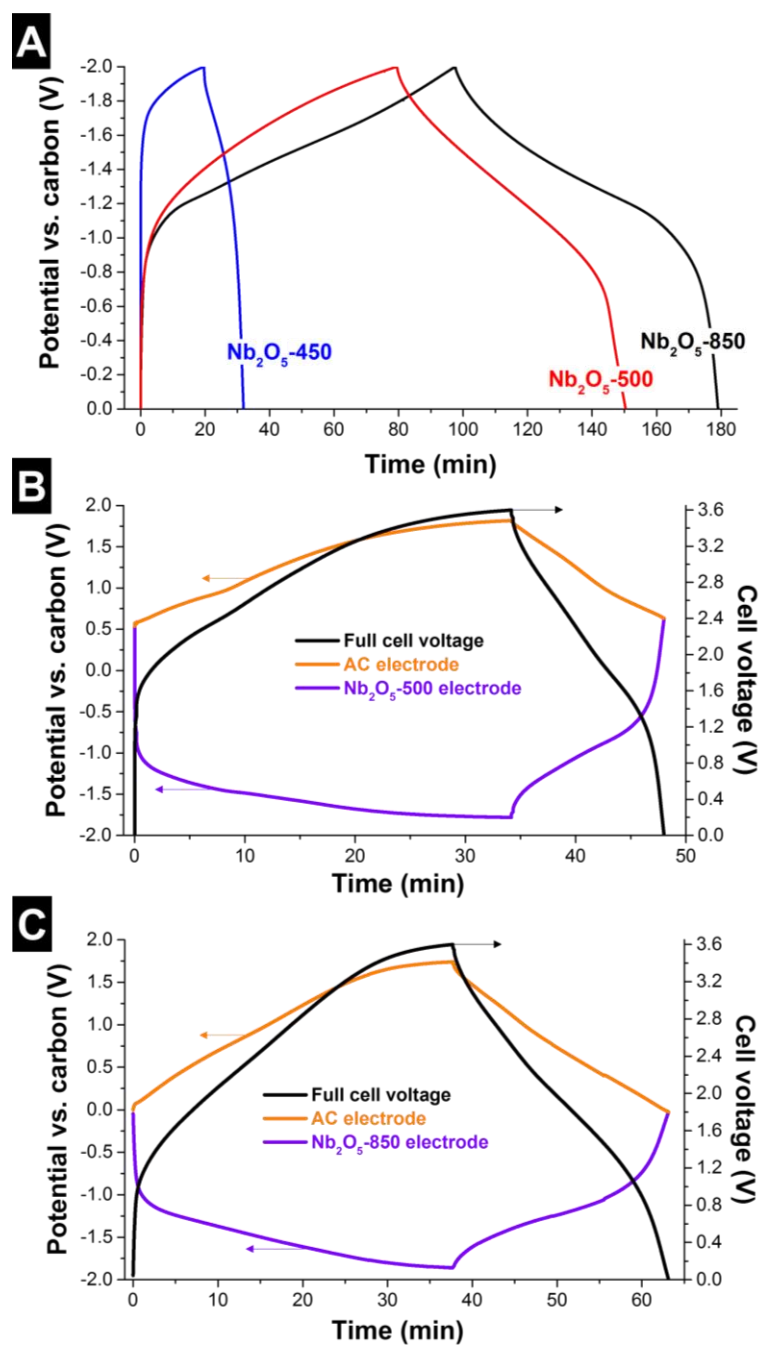 A
Potential vs. carbon (V)
-2.0
-1.8
-1.6
-1.4
-1.2
-1.0
-0.8
-0.6
-0.4
-0.2
0.0
Nb₂O₅-450
Nb₂O₅-500
Nb₂O₅-850
0 20 40 60 80 100 120 140 160 180
Time (min)
B
Potential vs. carbon (V)
2.0
1.5
1.0
0.5
0.0
-0.5
-1.0
-1.5
-2.0
Full cell voltage
AC electrode
Nb₂O₅-500 electrode
3.6
3.2
2.8
2.4
2.0
1.6
1.2
0.8
0.4
0.0
Cell voltage (V)
0 10 20 30 40 50
Time (min)
C
Potential vs. carbon (V)
2.0
1.5
1.0
0.5
0.0
-0.5
-1.0
-1.5
-2.0
Full cell voltage
AC electrode
Nb₂O₅-850 electrode
3.6
3.2
2.8
2.4
2.0
1.6
1.2
0.8
0.4
0.0
Cell voltage (V)
0 10 20 30 40 50 60
Time (min)